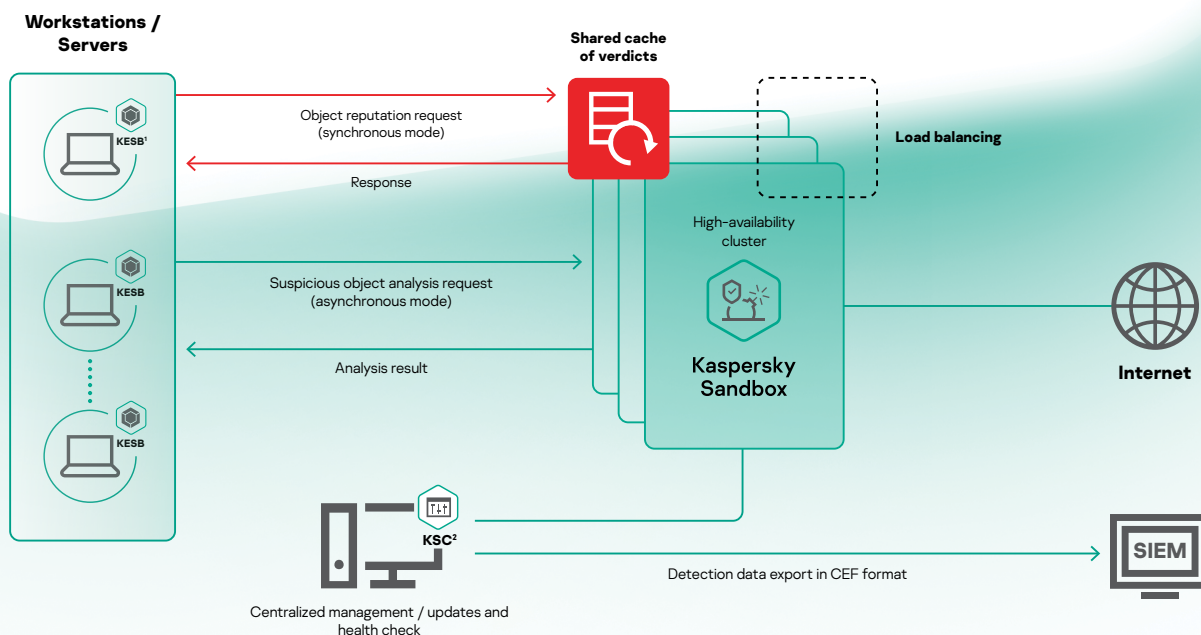 Workstations /
Servers
Shared cache
of verdicts
KESB¹
Object reputation request
(synchronous mode)
Load balancing
Response
High-availability
cluster
KESB
Suspicious object analysis request
(asynchronous mode)
Analysis result
Kaspersky
Sandbox
Internet
KESB
KSC²
SIEM
Detection data export in CEF format
Centralized management / updates and
health check